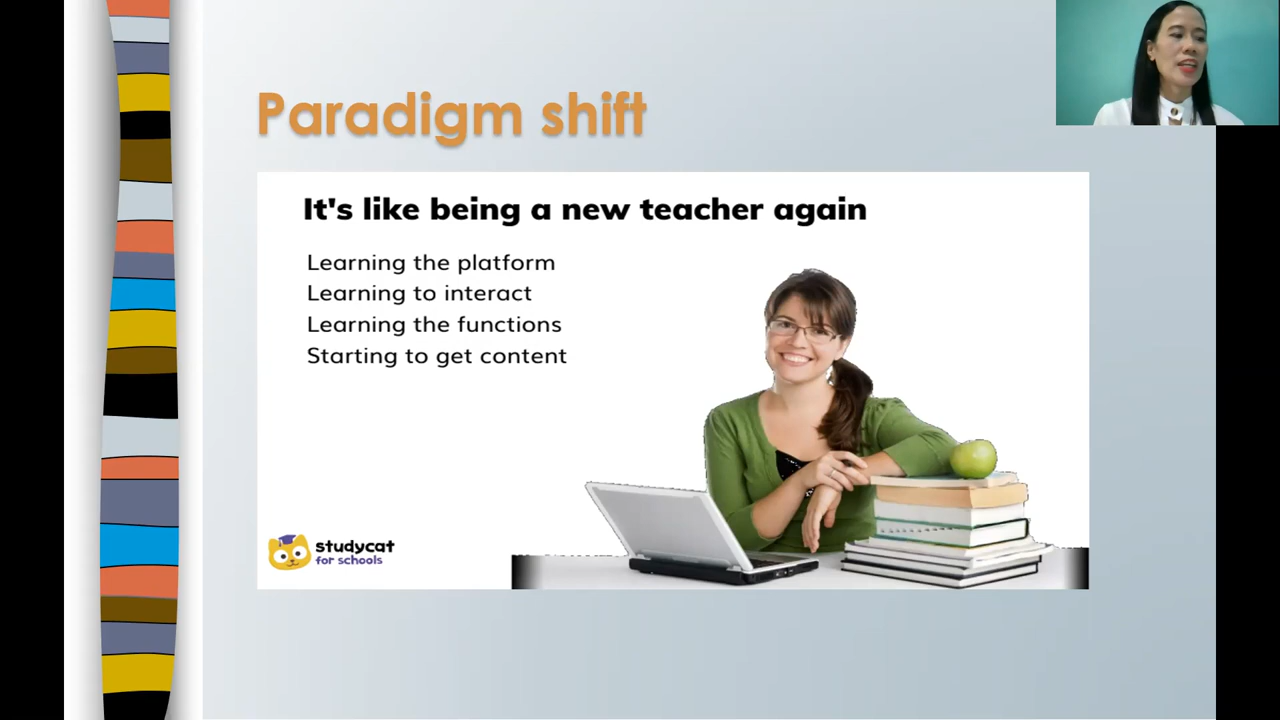 Paradigm shift
It's like being a new teacher again
Learning the platform
Learning to interact
Learning the functions
Starting to get content
studycat
for schools